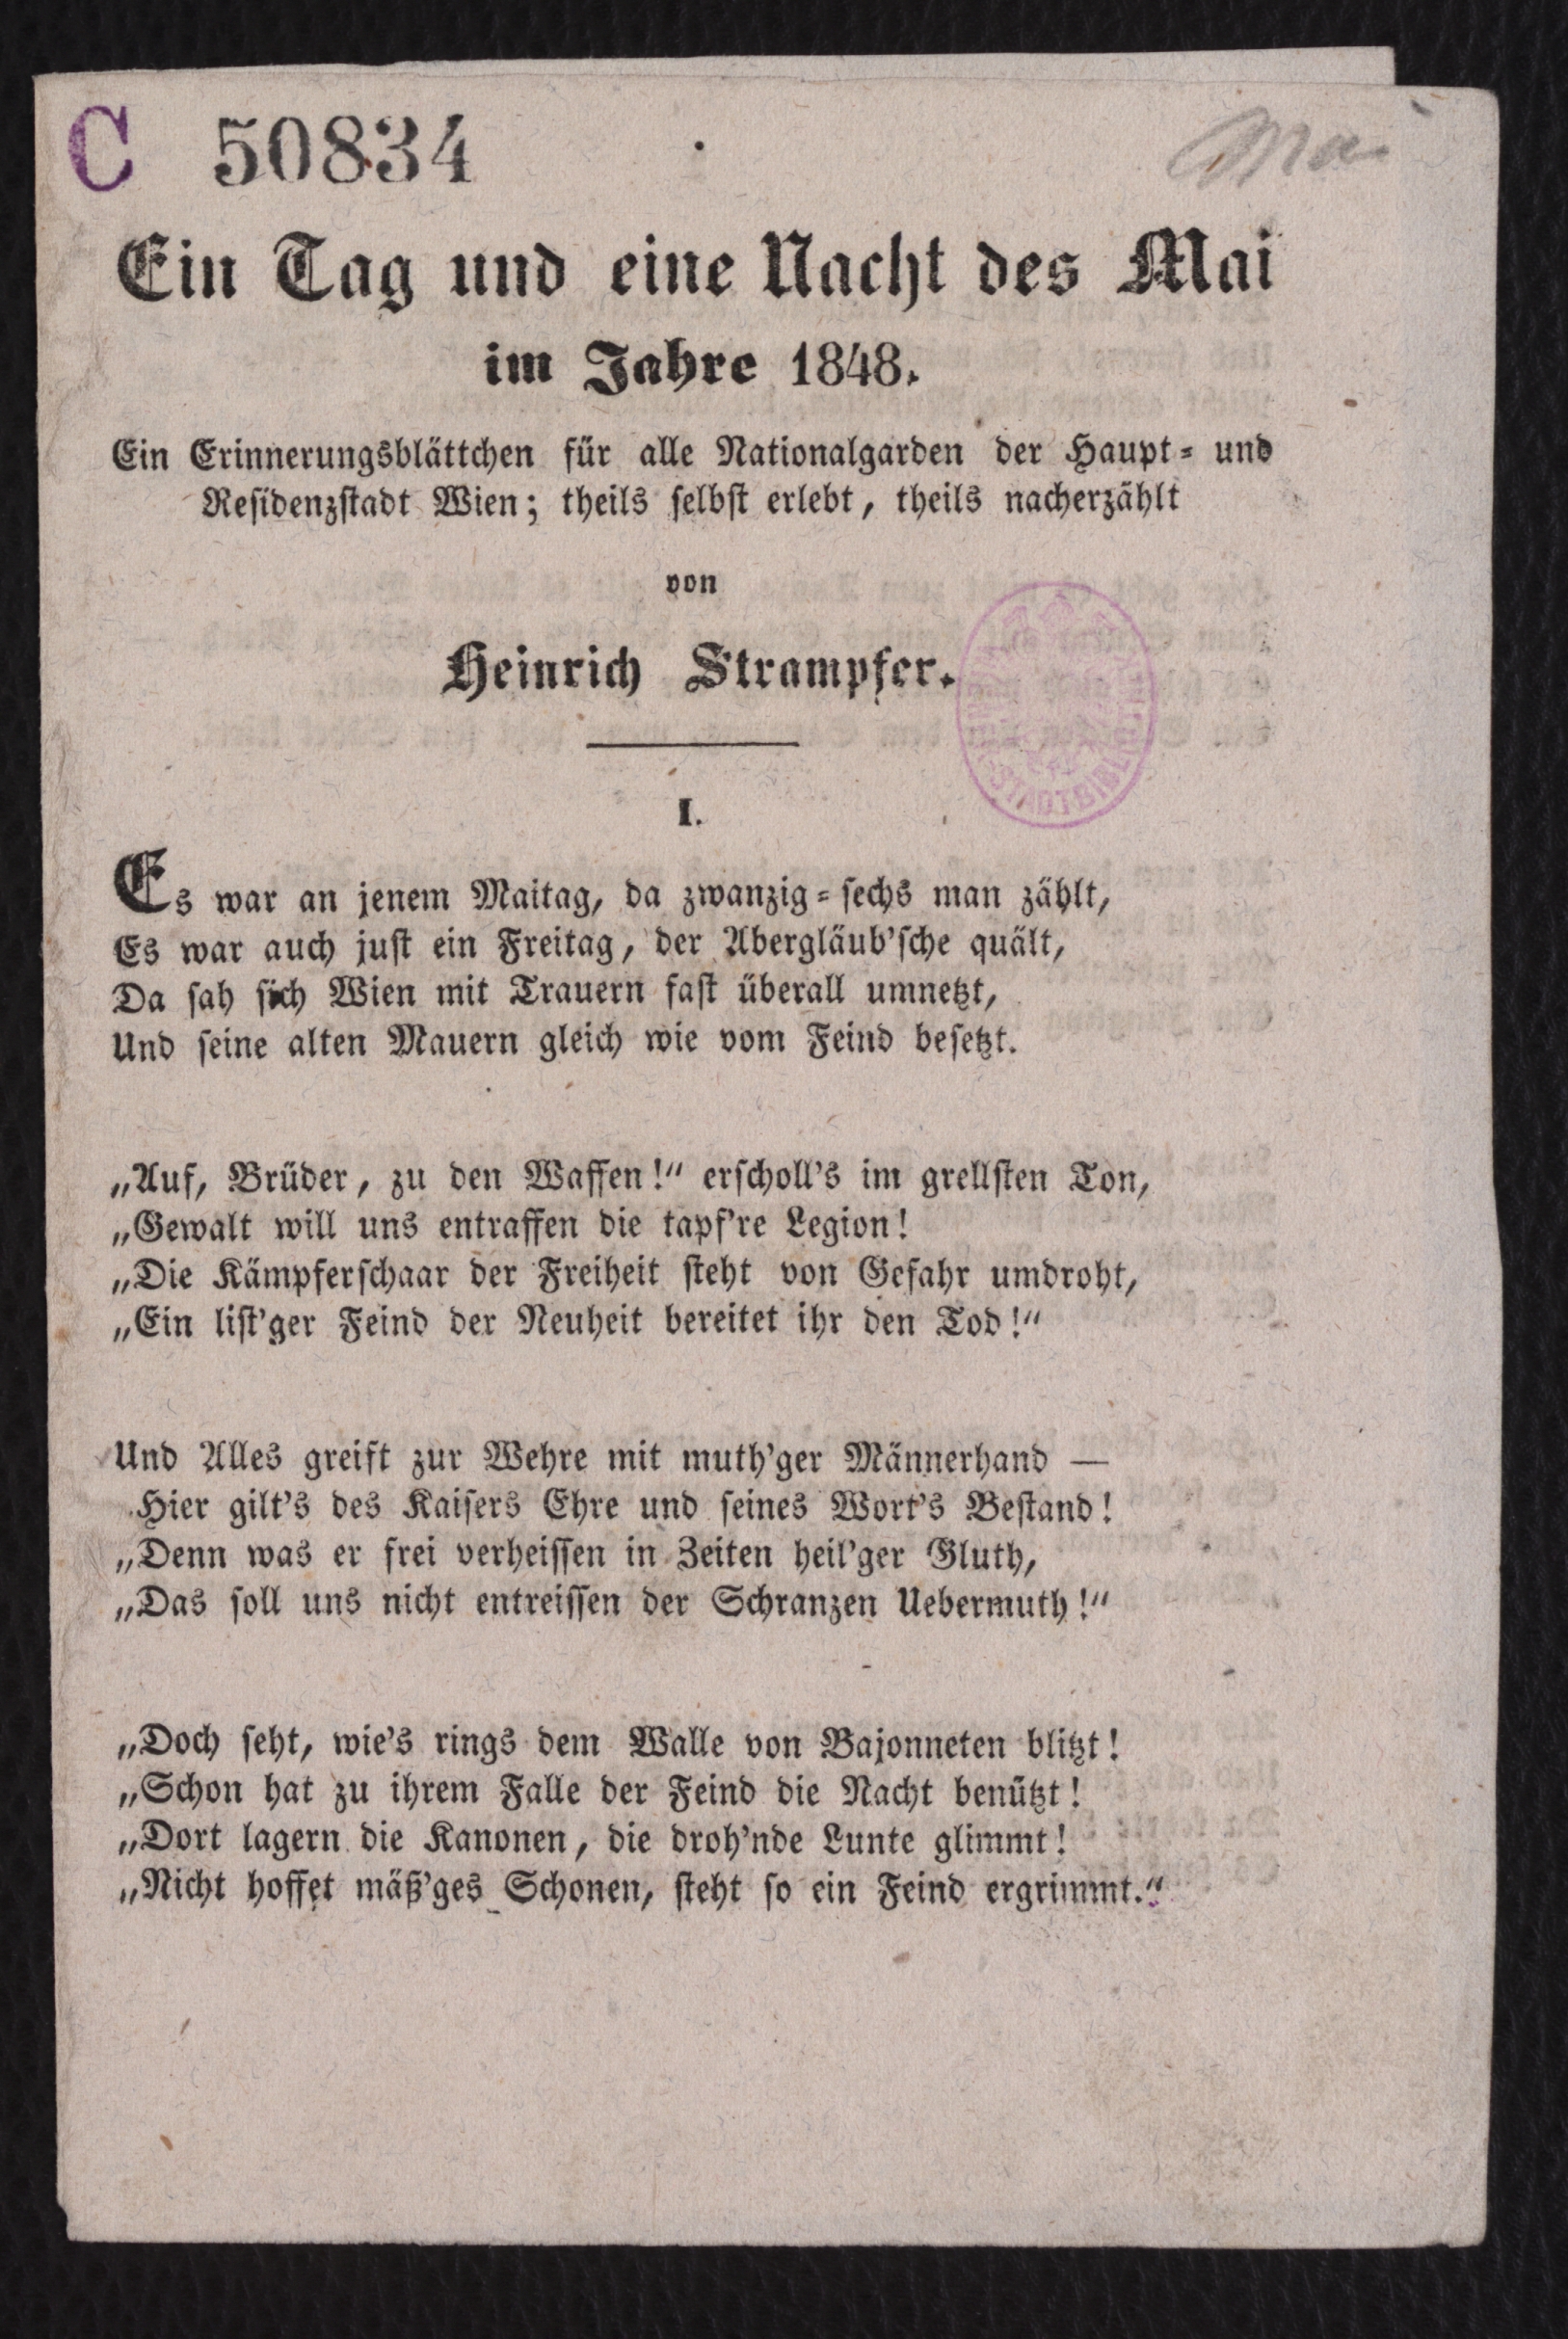 C 50834
Ein Tag und eine Nacht des Mai
im Jahre 1848.
Ein Erinnerungsblättchen für alle Nationalgarden der Haupt- und
Residenzstadt Wien; theils selbst erlebt, theils nacherzählt
von
Heinrich Strampfer.
I.
Es war an jenem Maitag, da zwanzig-sechs man zählt,
Es war auch just ein Freitag, der Abergläub'sche quält,
Da sah sich Wien mit Trauern fast überall umnetzt,
Und seine alten Mauern gleich wie vom Feind besetzt.
„Auf, Brüder, zu den Waffen!“ erscholl's im grellsten Ton,
„Gewalt will uns entraffen die tapf're Legion!
„Die Kämpferschaar der Freiheit steht von Gefahr umdroht,
„Ein list'ger Feind der Neuheit bereitet ihr den Tod!“
Und Alles greift zur Wehre mit muth'ger Männerhand —
Hier gilt's des Kaisers Ehre und seines Wort's Bestand!
„Denn was er frei verheissen in Zeiten heil'ger Gluth,
„Das soll uns nicht entreissen der Schranzen Uebermuth!“
„Doch seht, wie's rings dem Walle von Bajonneten blitzt!
„Schon hat zu ihrem Falle der Feind die Nacht benützt!
„Dort lagern die Kanonen, die droh'nde Lunte glimmt!
„Nicht hoffet mäß'ges Schonen, steht so ein Feind ergrimmt.“